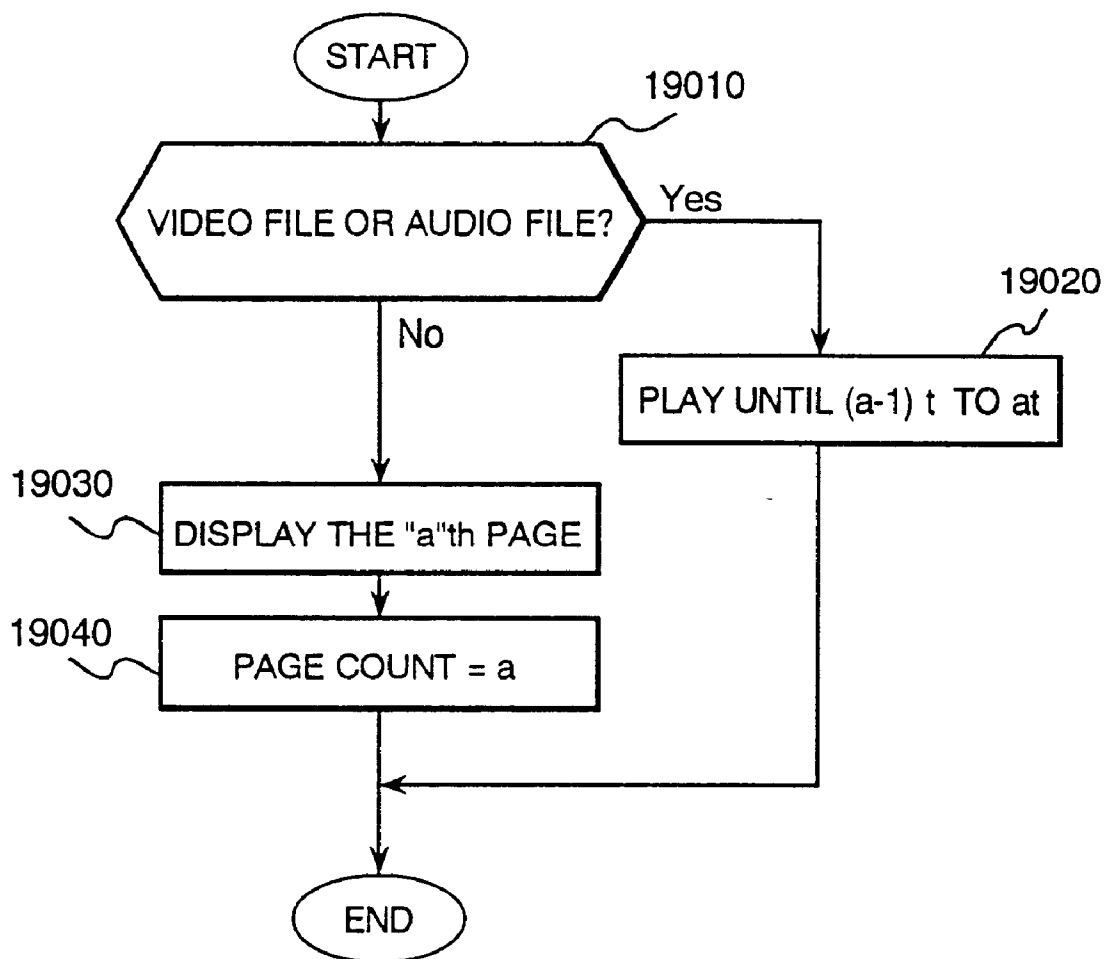 START
19010
VIDEO FILE OR AUDIO FILE?
Yes
No
19020
PLAY UNTIL (a-1) t TO at
19030
DISPLAY THE "a"th PAGE
19040
PAGE COUNT = a
END